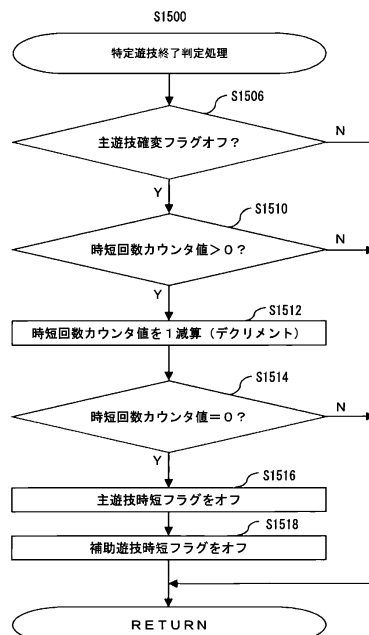 S1500
特定遊技終了判定処理
S1506
主遊技確変フラグオフ？
N
Y
S1510
時短回数カウンタ値＞０？
N
Y
S1512
時短回数カウンタ値を１減算（デクリメント）
S1514
時短回数カウンタ値＝０？
N
Y
S1516
主遊技時短フラグをオフ
S1518
補助遊技時短フラグをオフ
ＲＥＴＵＲＮ